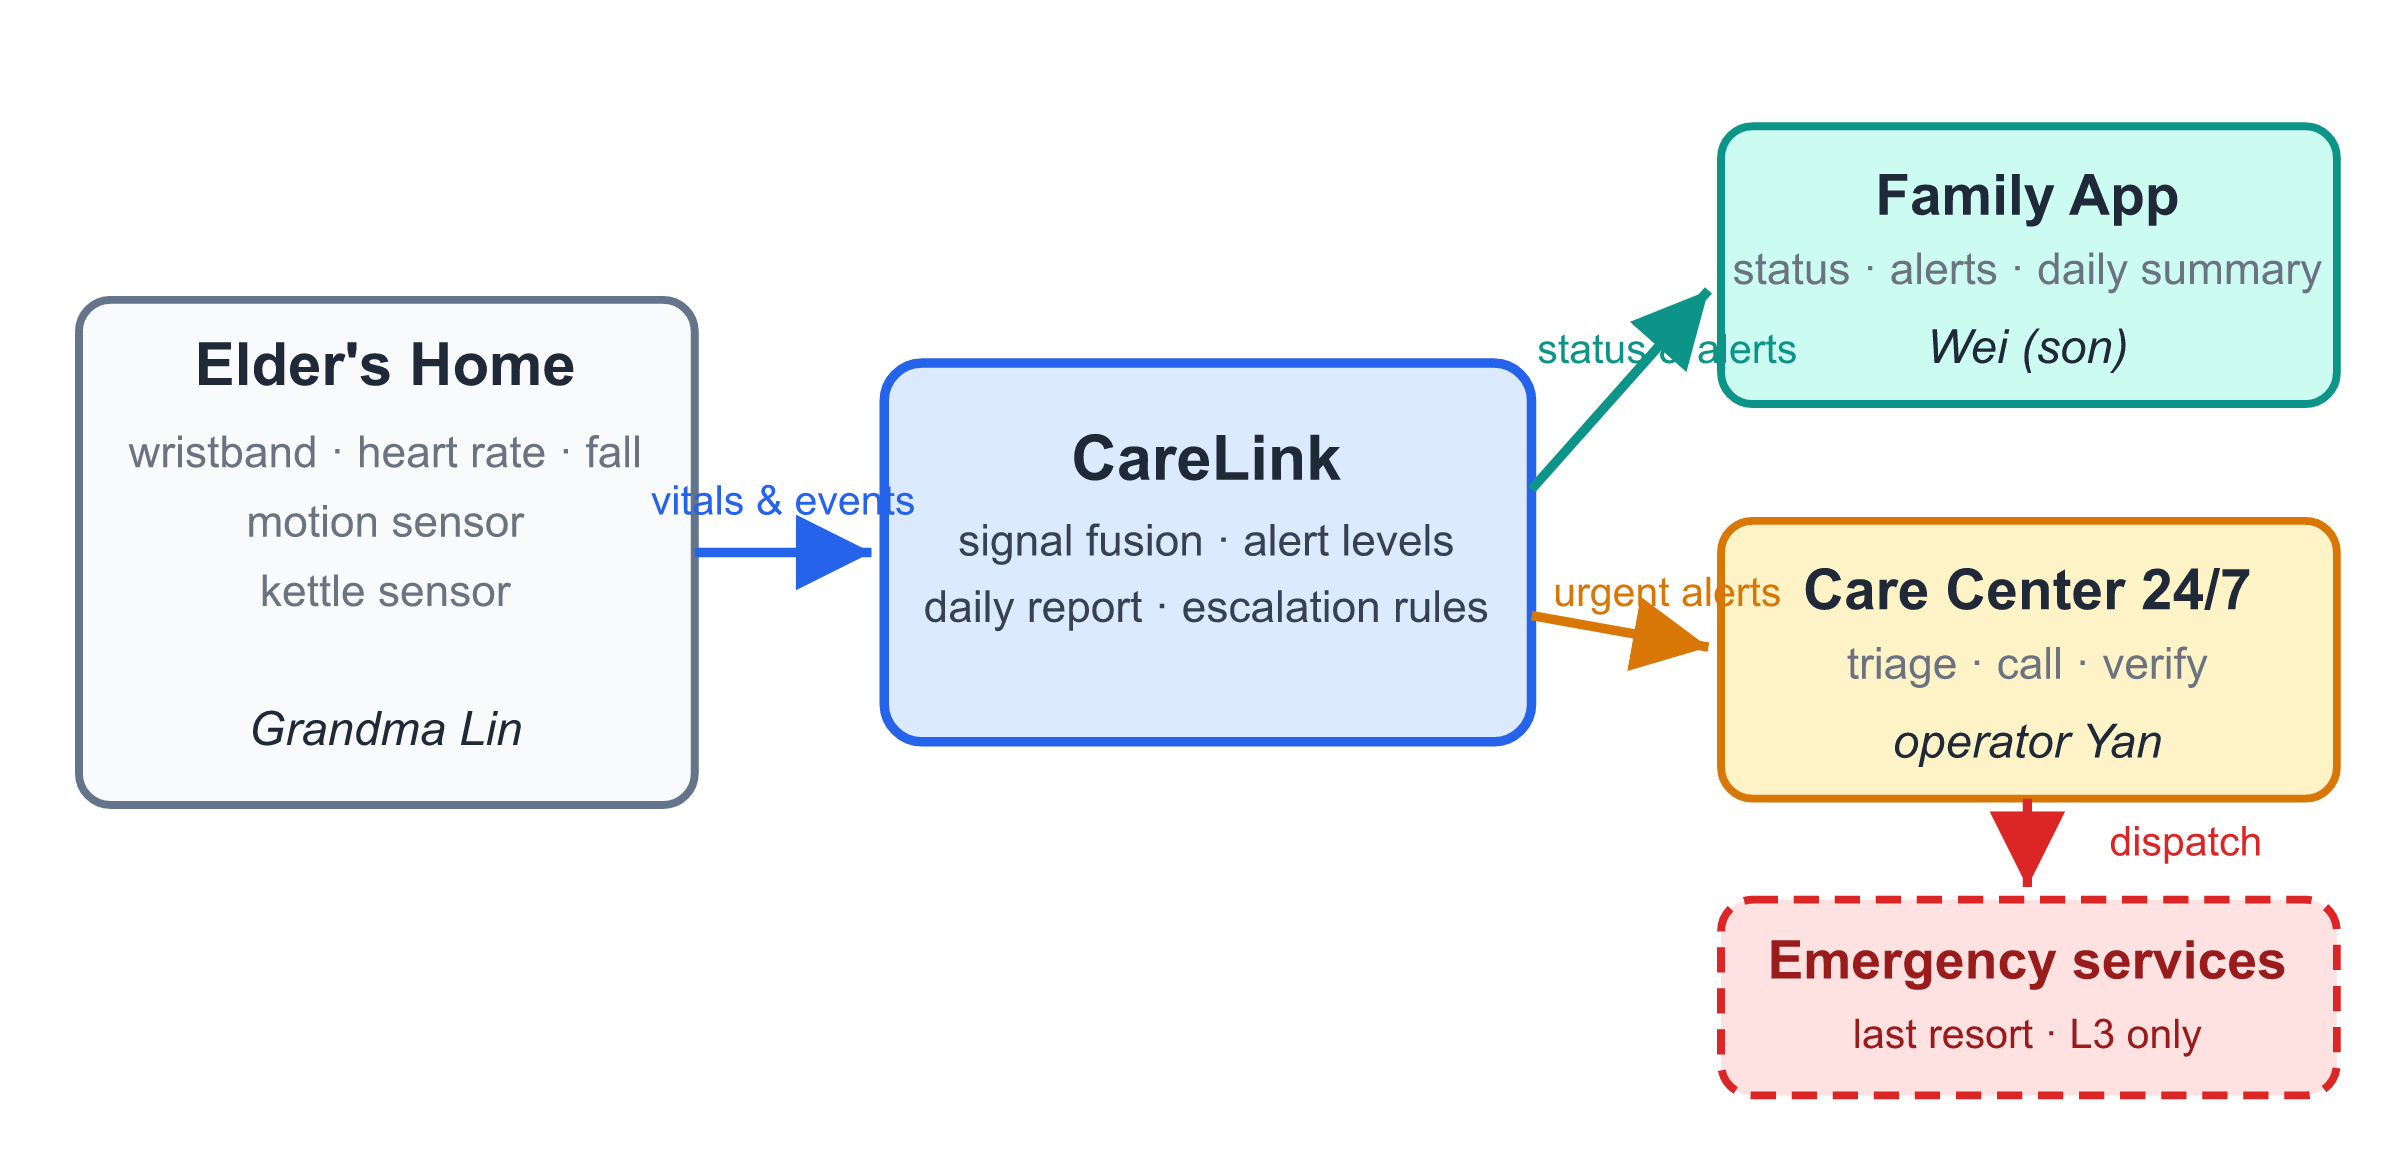 Elder's Home
wristband · heart rate · fall
motion sensor
kettle sensor
Grandma Lin
vitals & events
CareLink
signal fusion · alert levels
daily report · escalation rules
status & alerts
urgent alerts
Family App
status · alerts · daily summary
Wei (son)
Care Center 24/7
triage · call · verify
operator Yan
dispatch
Emergency services
last resort · L3 only